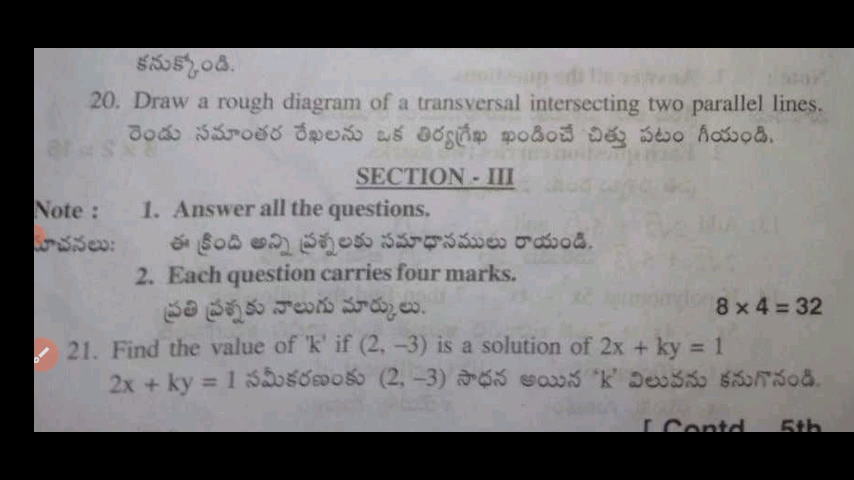 కనుక్కోండి.
20. Draw a rough diagram of a transversal intersecting two parallel lines.
రెండు సమాంతర రేఖలను ఒక తిర్యగ్రేఖ ఖండించే చిత్తు పటం గీయండి.
SECTION - III
Note : 1. Answer all the questions.
సూచనలు: ఈ క్రింది అన్ని ప్రశ్నలకు సమాధానములు రాయండి.
2. Each question carries four marks.
ప్రతి ప్రశ్నకు నాలుగు మార్కులు. 8 × 4 = 32
21. Find the value of 'k' if (2, –3) is a solution of 2x + ky = 1
2x + ky = 1 సమీకరణంకు (2, –3) సాధన అయిన 'k' విలువను కనుగొనండి.
[ Contd. 5th